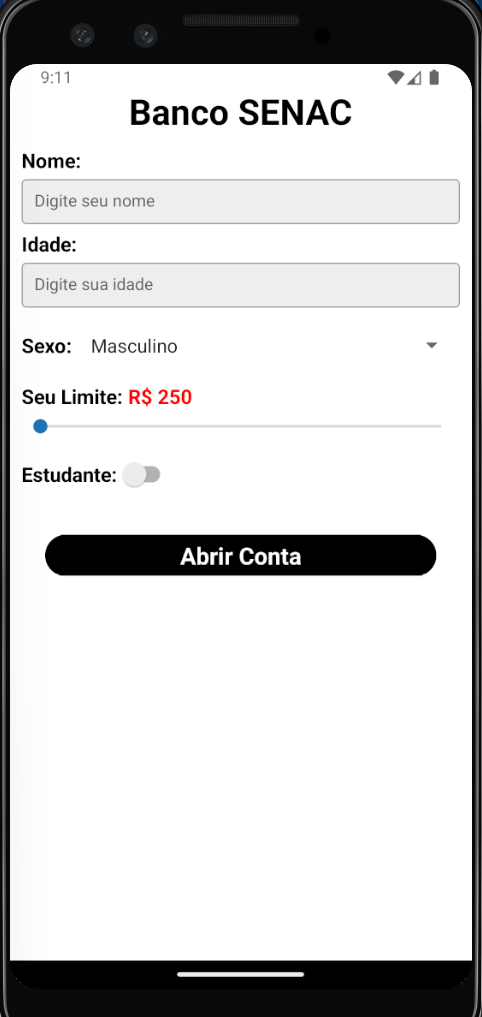 9:11
Banco SENAC
Nome:
Digite seu nome
Idade:
Digite sua idade
Sexo: Masculino
Seu Limite: R$ 250
Estudante:
Abrir Conta